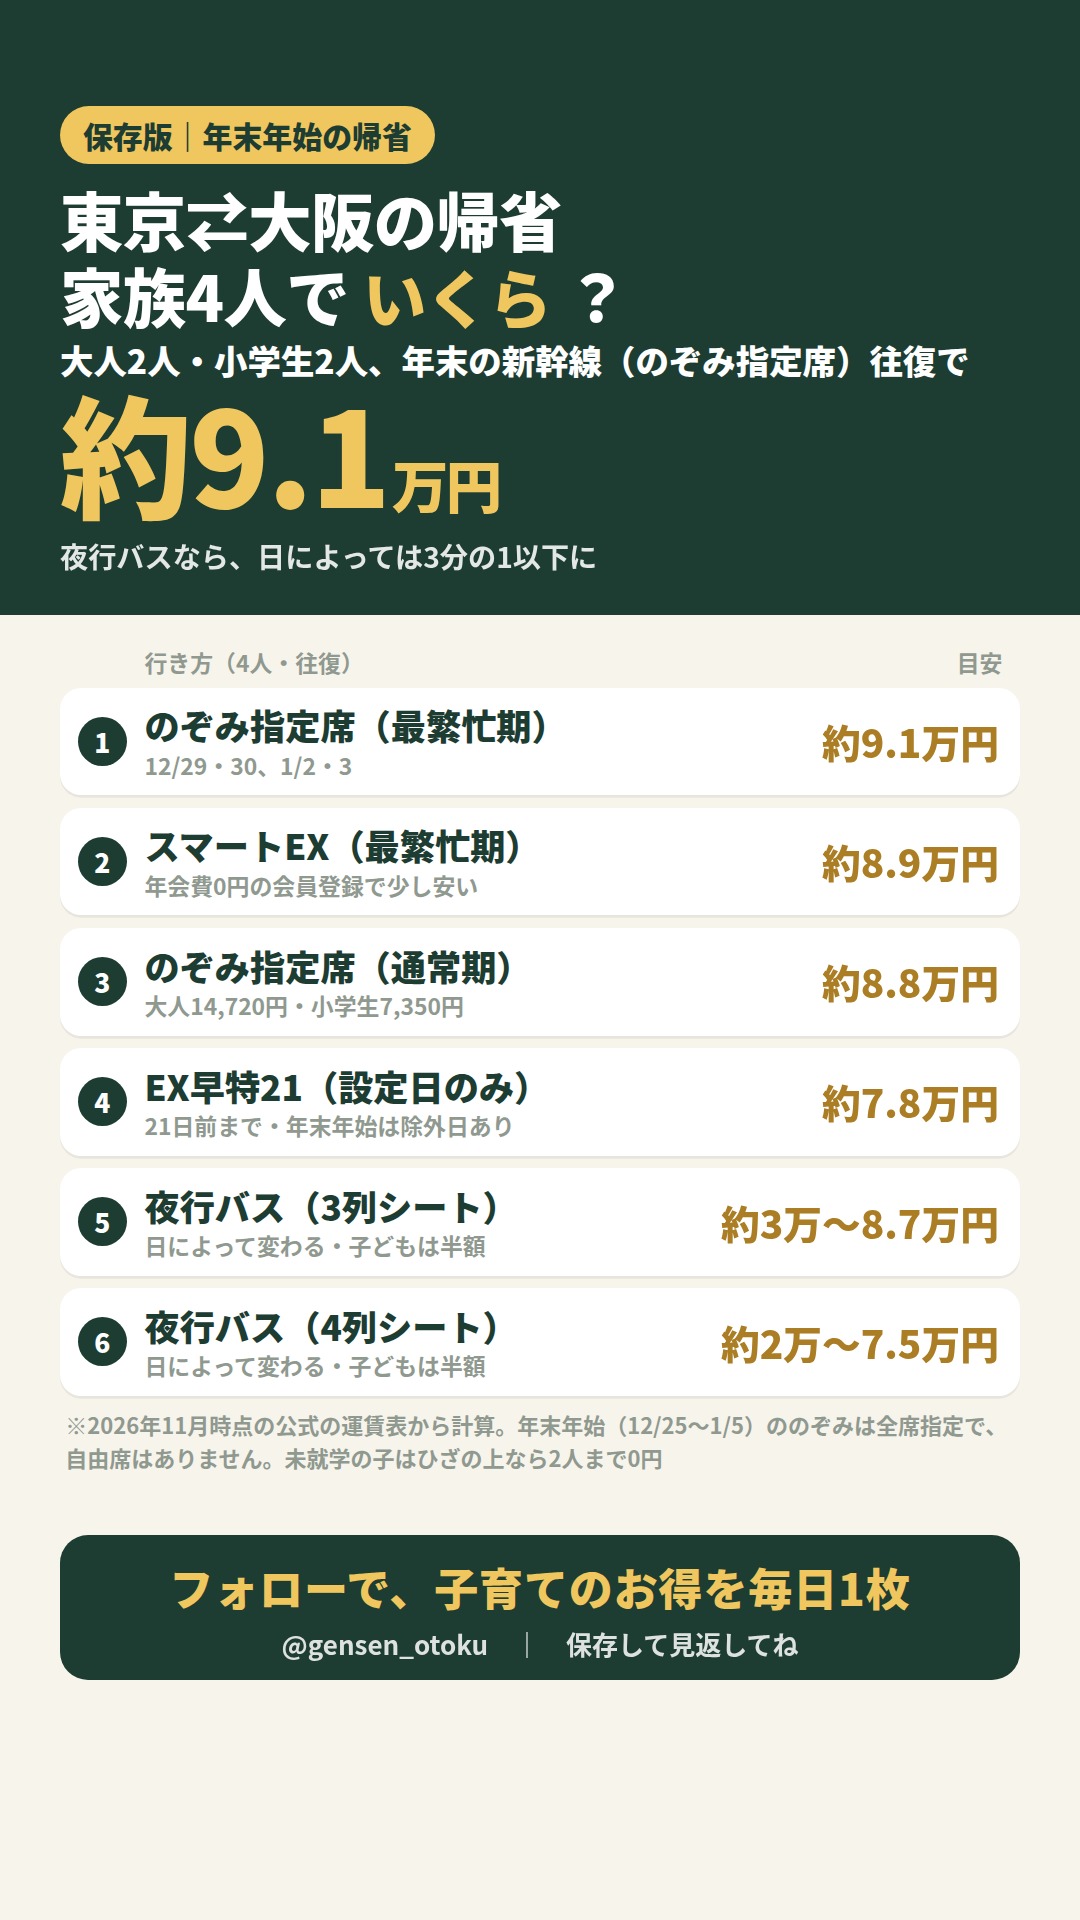 保存版｜年末年始の帰省
東京⇄大阪の帰省
家族4人で いくら ？
大人2人・小学生2人、年末の新幹線（のぞみ指定席）往復で
約9.1万円
夜行バスなら、日によっては3分の1以下に
行き方（4人・往復） 目安
1 のぞみ指定席（最繁忙期） 約9.1万円
12/29・30、1/2・3
2 スマートEX（最繁忙期） 約8.9万円
年会費0円の会員登録で少し安い
3 のぞみ指定席（通常期） 約8.8万円
大人14,720円・小学生7,350円
4 EX早特21（設定日のみ） 約7.8万円
21日前まで・年末年始は除外日あり
5 夜行バス（3列シート） 約3万〜8.7万円
日によって変わる・子どもは半額
6 夜行バス（4列シート） 約2万〜7.5万円
日によって変わる・子どもは半額
※2026年11月時点の公式の運賃表から計算。年末年始（12/25〜1/5）ののぞみは全席指定で、
自由席はありません。未就学の子はひざの上なら2人まで0円
フォローで、子育てのお得を毎日1枚
@gensen_otoku ｜ 保存して見返してね